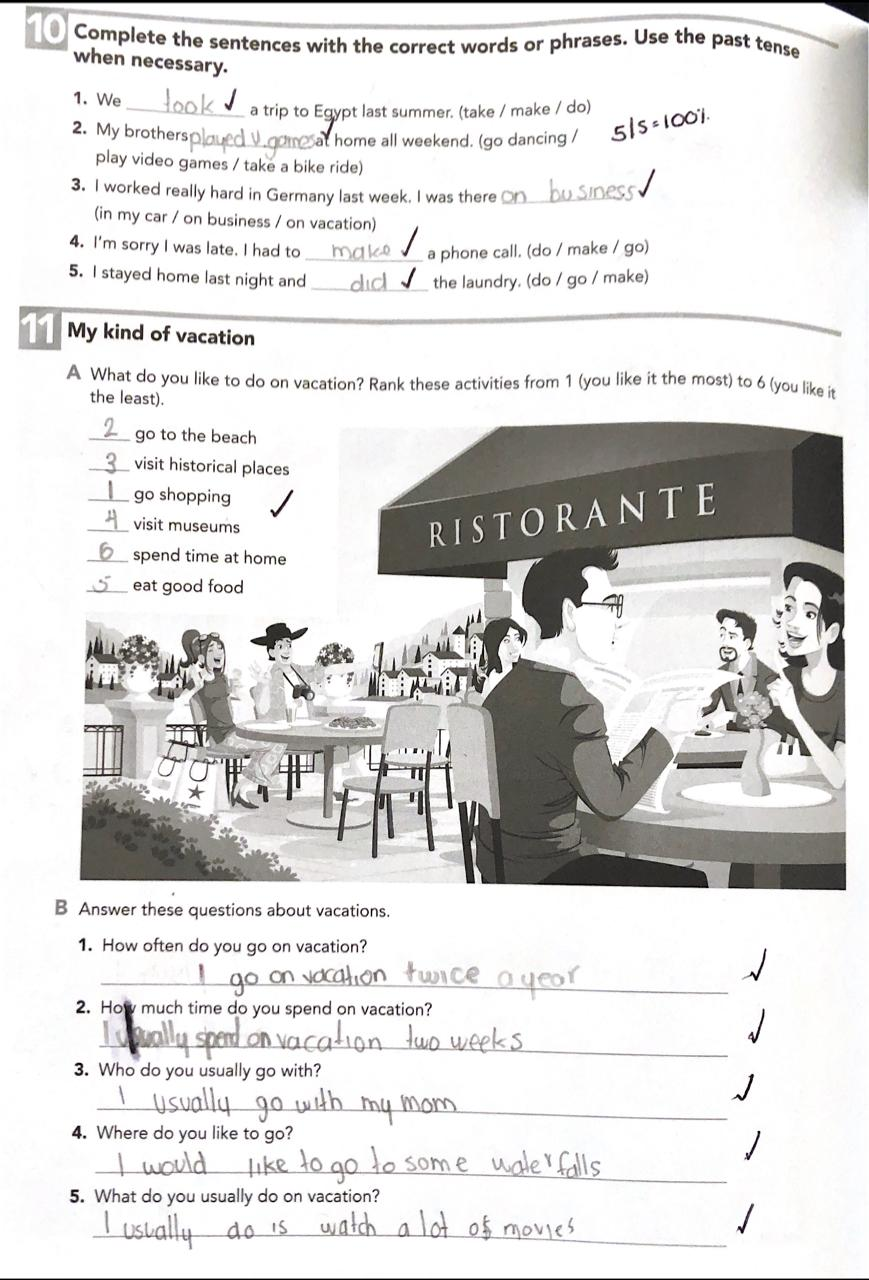 10 Complete the sentences with the correct words or phrases. Use the past tense
when necessary.
1. We took ✓ a trip to Egypt last summer. (take / make / do)
5/5=100%
2. My brothers played v.games ✓ at home all weekend. (go dancing /
play video games / take a bike ride)
3. I worked really hard in Germany last week. I was there on business ✓
(in my car / on business / on vacation)
4. I'm sorry I was late. I had to make ✓ a phone call. (do / make / go)
5. I stayed home last night and did ✓ the laundry. (do / go / make)
11 My kind of vacation
A What do you like to do on vacation? Rank these activities from 1 (you like it the most) to 6 (you like it
the least).
2 go to the beach
3 visit historical places
1 go shopping ✓
4 visit museums
6 spend time at home
5 eat good food
RISTORANTE
B Answer these questions about vacations.
1. How often do you go on vacation?
I go on vacation twice a year ✓
2. How much time do you spend on vacation?
I usually spend on vacation two weeks ✓
3. Who do you usually go with?
I usually go with my mom ✓
4. Where do you like to go?
I would like to go to some waterfalls ✓
5. What do you usually do on vacation?
I usually do is watch a lot of movies ✓